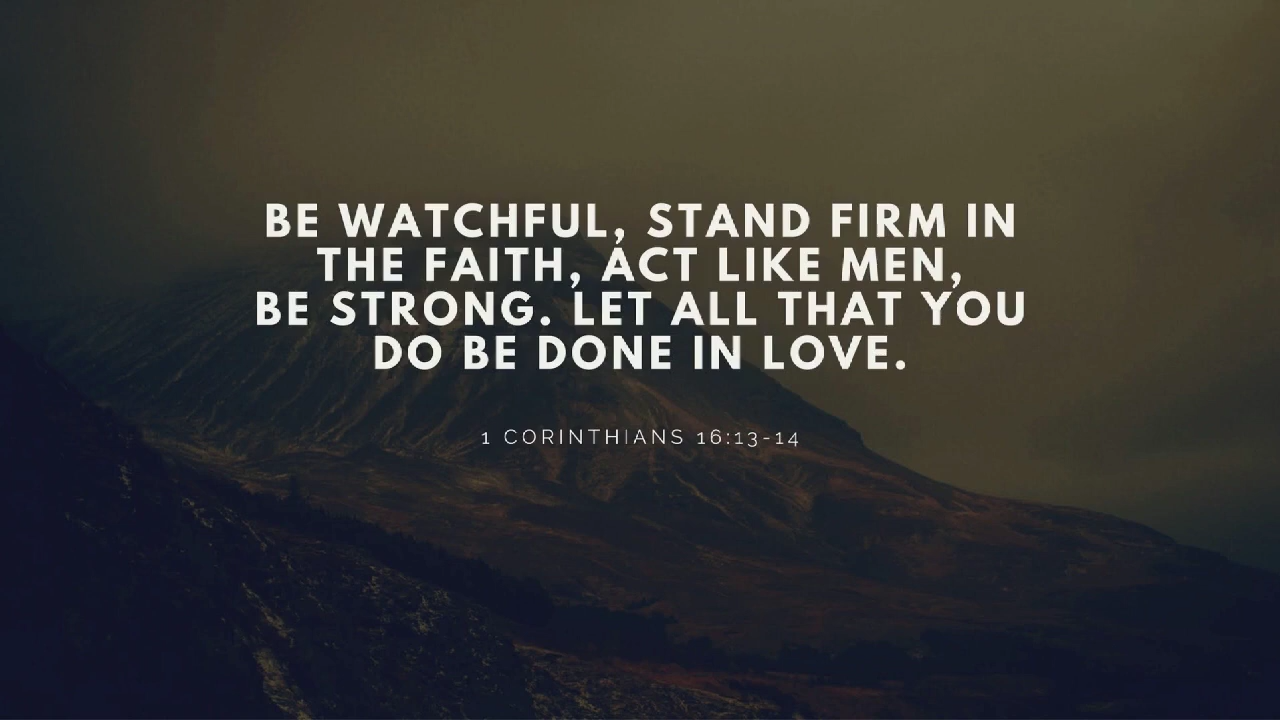 BE WATCHFUL, STAND FIRM IN
THE FAITH, ACT LIKE MEN,
BE STRONG. LET ALL THAT YOU
DO BE DONE IN LOVE.
1 CORINTHIANS 16:13-14